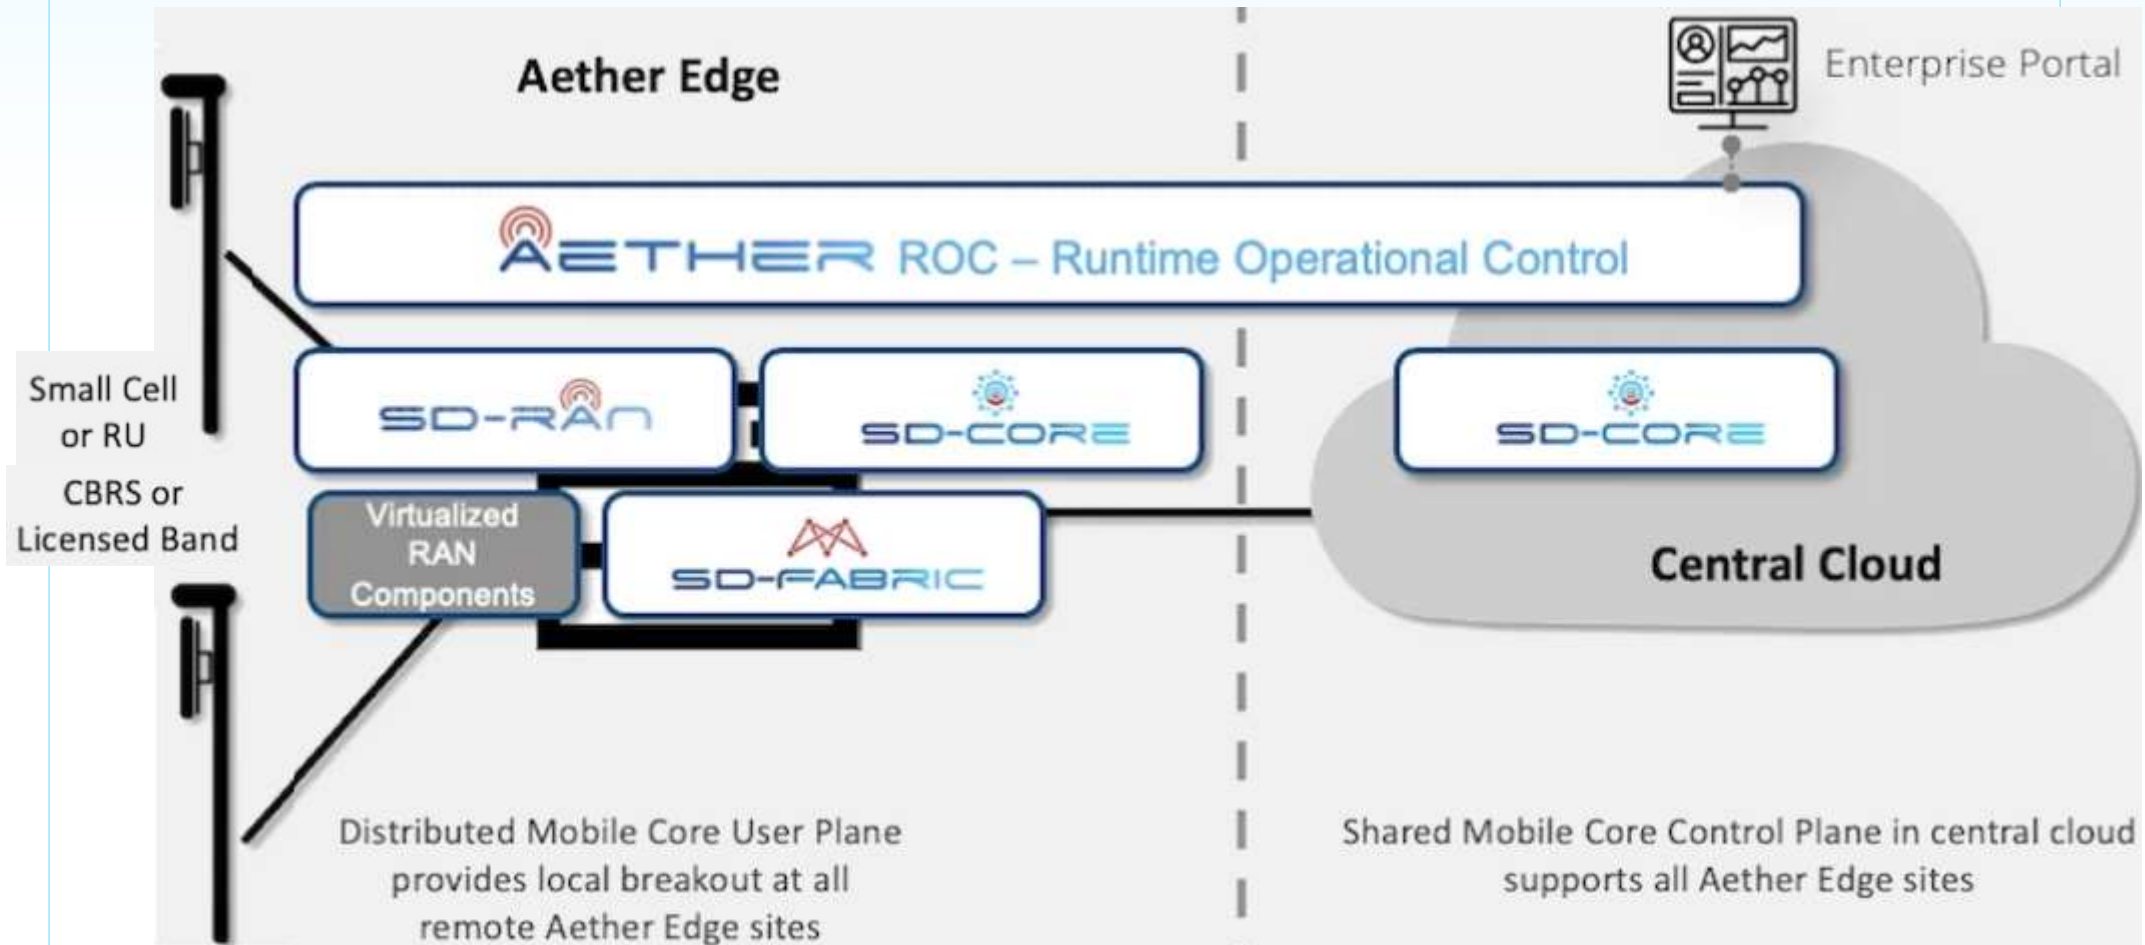 Aether Edge
Enterprise Portal
AETHER ROC – Runtime Operational Control
Small Cell
or RU
CBRS or
Licensed Band
SD-RAN
SD-CORE
SD-CORE
Virtualized
RAN
Components
SD-FABRIC
Central Cloud
Distributed Mobile Core User Plane
provides local breakout at all
remote Aether Edge sites
Shared Mobile Core Control Plane in central cloud
supports all Aether Edge sites